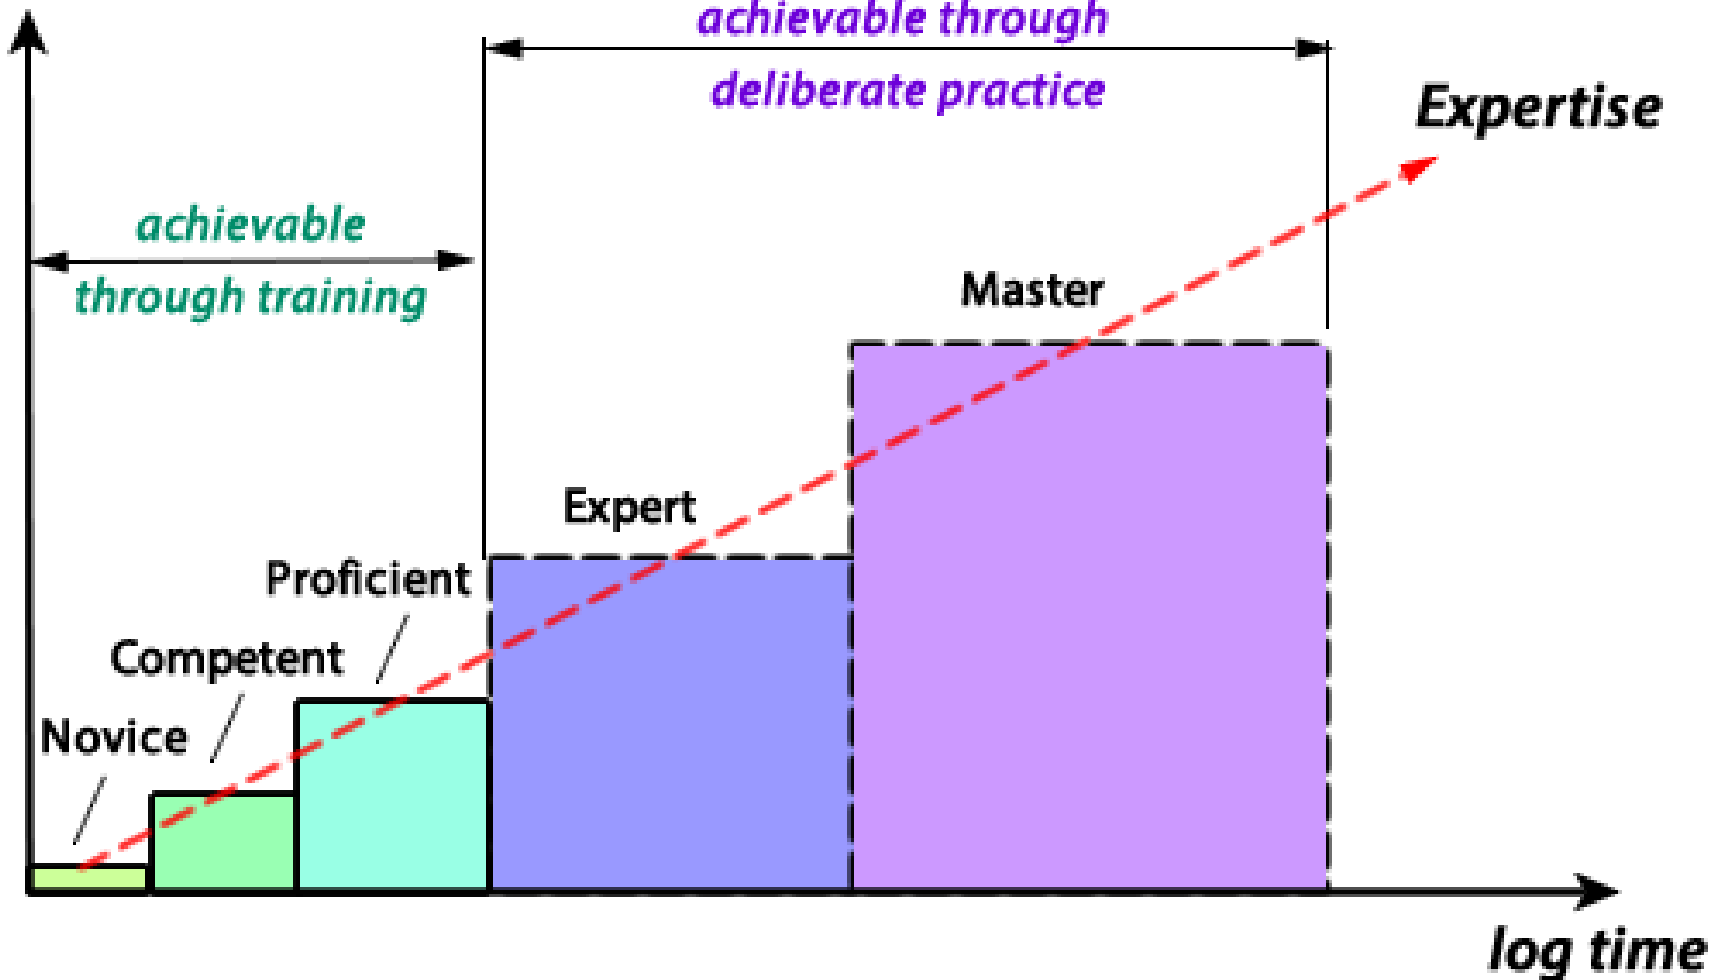 achievable through
deliberate practice
Expertise
achievable
through training
Master
Expert
Proficient
Competent
Novice
log time